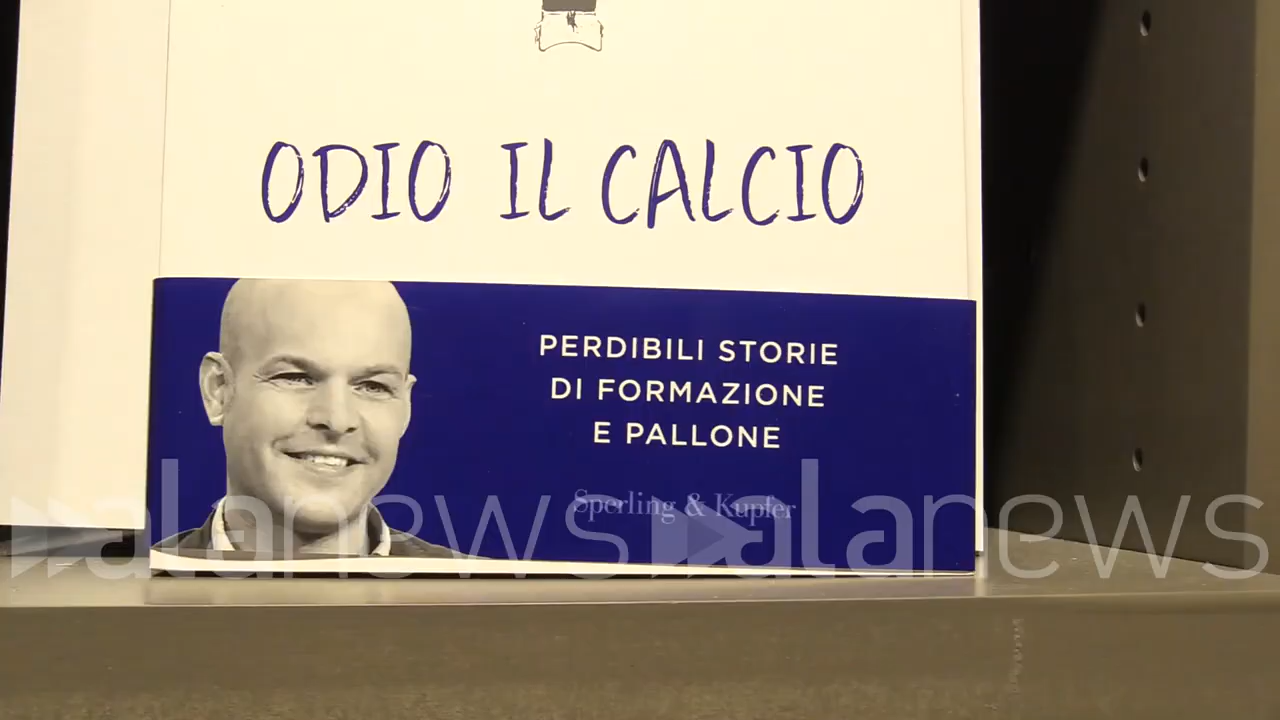 ODIO IL CALCIO
PERDIBILI STORIE
DI FORMAZIONE
E PALLONE
Sperling & Kupfer
alanews alanews